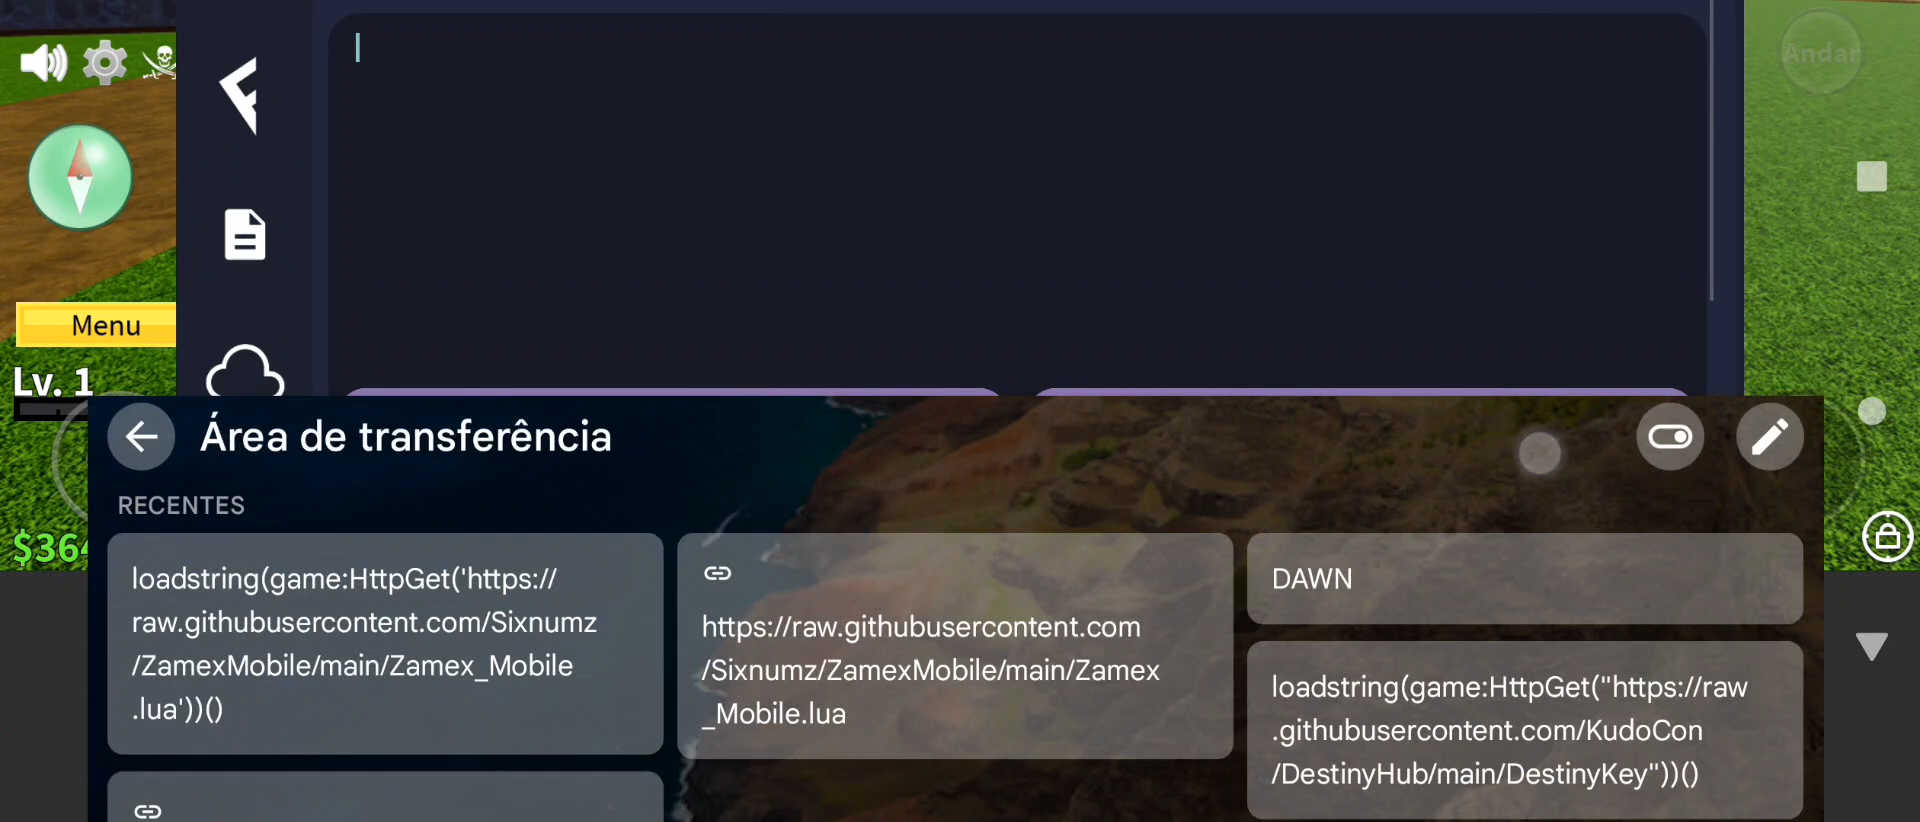 Andar
Menu
Lv. 1
$364
Área de transferência
RECENTES
loadstring(game:HttpGet('https://
raw.githubusercontent.com/Sixnumz
/ZamexMobile/main/Zamex_Mobile
.lua'))()
https://raw.githubusercontent.com
/Sixnumz/ZamexMobile/main/Zamex
_Mobile.lua
DAWN
loadstring(game:HttpGet("https://raw
.githubusercontent.com/KudoCon
/DestinyHub/main/DestinyKey"))()